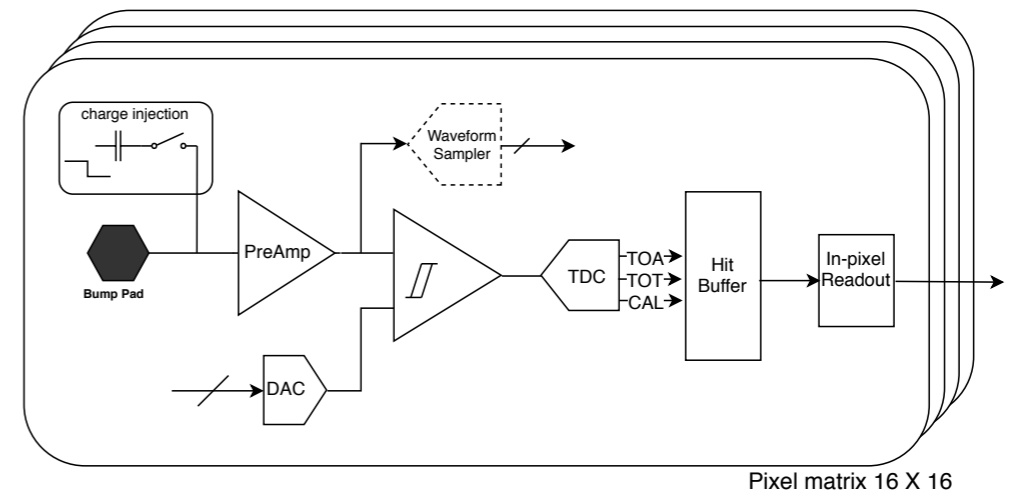 charge injection
Waveform
Sampler
PreAmp
Bump Pad
DAC
TDC
TOA
TOT
CAL
Hit
Buffer
In-pixel
Readout
Pixel matrix 16 X 16